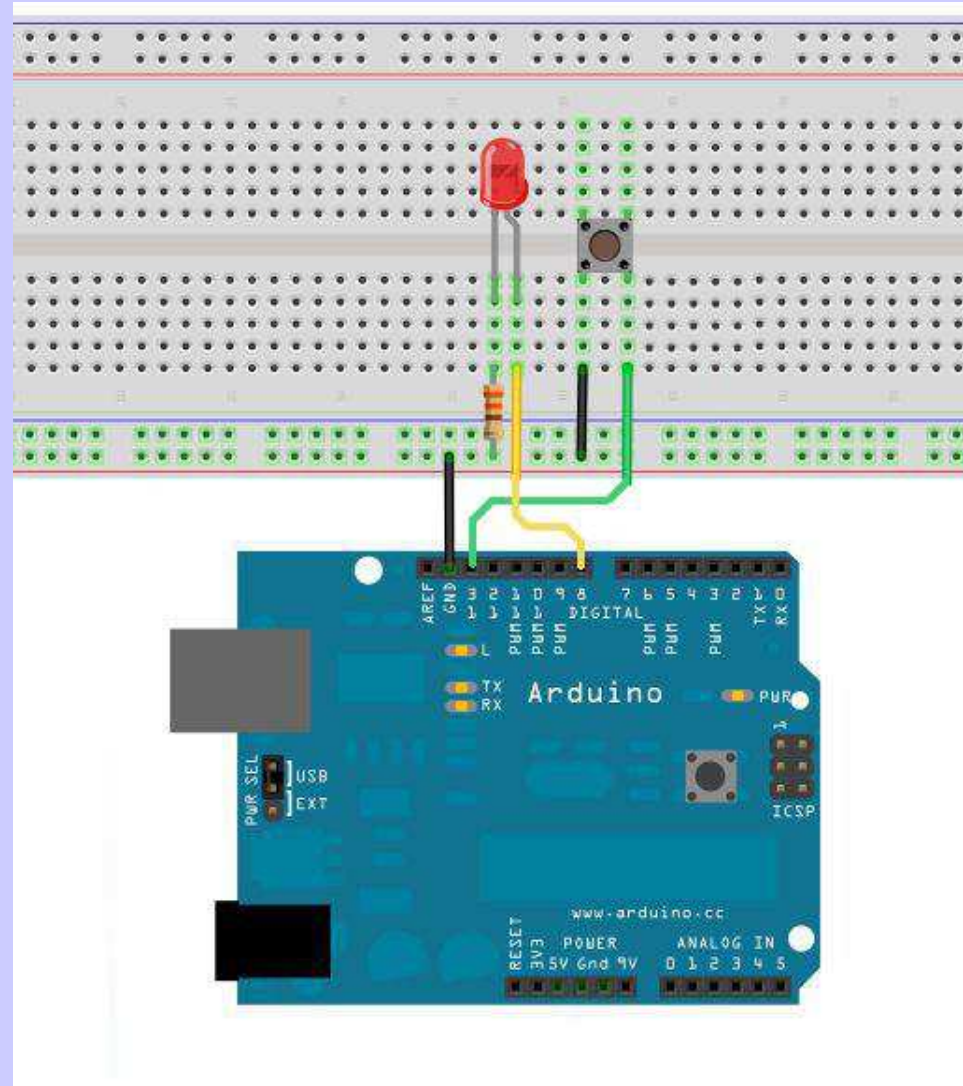 AREF
GND
13
12
11
10
9
8
7
6
5
4
3
2
TX 1
RX 0
PWM
PWM
PWM
DIGITAL
PWM
PWM
PWM
L
TX
RX
Arduino
PWR
1
ICSP
PWR SEL
USB
EXT
www.arduino.cc
POWER
ANALOG IN
RESET
3V3
5V Gnd 9V
0 1 2 3 4 5